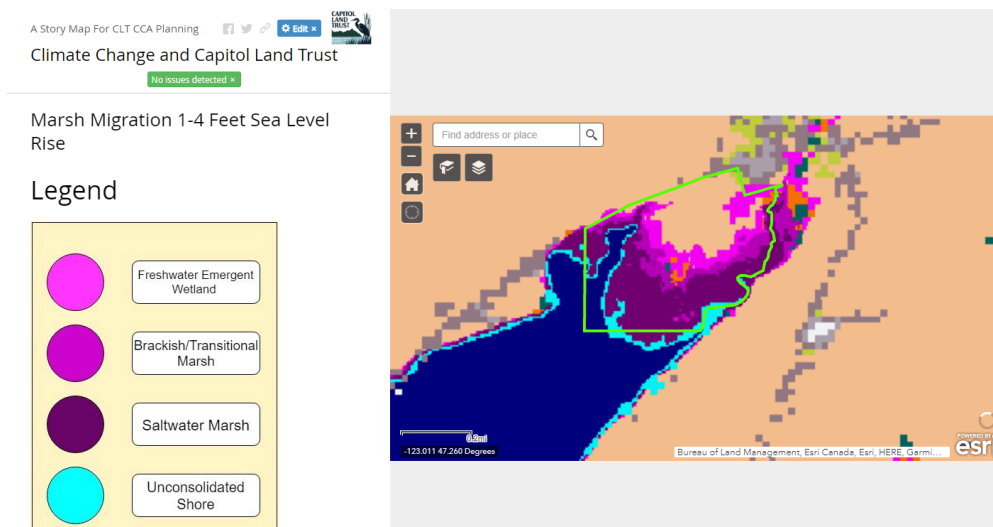 A Story Map For CLT CCA Planning
Edit ×
CAPITOL
LAND
TRUST
Climate Change and Capitol Land Trust
No issues detected ×
Marsh Migration 1-4 Feet Sea Level
Rise
Legend
Freshwater Emergent
Wetland
Brackish/Transitional
Marsh
Saltwater Marsh
Unconsolidated
Shore
+
Find address or place
−
0.2mi
-123.011 47.260 Degrees
Bureau of Land Management, Esri Canada, Esri, HERE, Garmi...
POWERED BY
esri